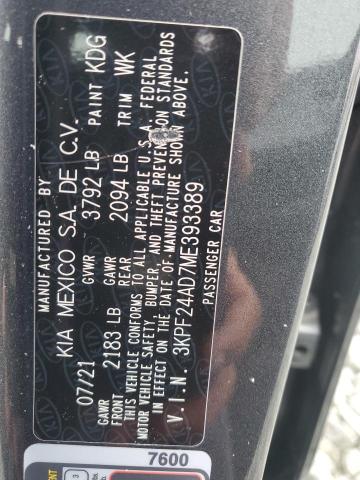 MANUFACTURED BY
KIA MEXICO S.A. DE C.V.
07/21 GVWR 3792 LB PAINT KDG
GAWR FRONT 2183 LB GAWR REAR 2094 LB TRIM WK
THIS VEHICLE CONFORMS TO ALL APPLICABLE U.S. FEDERAL
MOTOR VEHICLE SAFETY, BUMPER, AND THEFT PREVENTION STANDARDS
IN EFFECT ON THE DATE OF MANUFACTURE SHOWN ABOVE.
V.I.N. 3KPF24AD7ME393389
PASSENGER CAR
7600